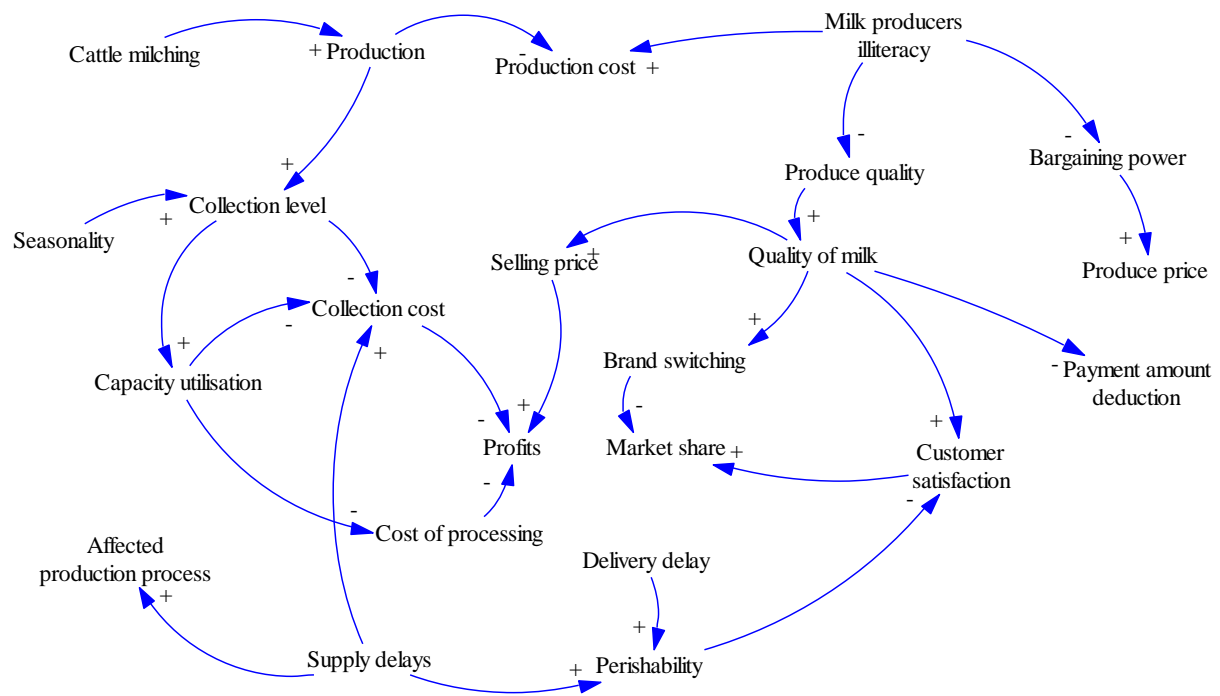 Milk producers
illiteracy
Cattle milching
+ Production
-
Production cost +
+
-
-
Bargaining power
Produce quality
+
Collection level
+
Seasonality
+
+
Selling price
+
Quality of milk
Produce price
-
Collection cost
-
+
+
+
Capacity utilisation
Brand switching
- Payment amount
deduction
-
+
-
+
Profits
Market share +
Customer
satisfaction
-
-
-
Cost of processing
Affected
production process
+
Delivery delay
+
Supply delays
+
Perishability